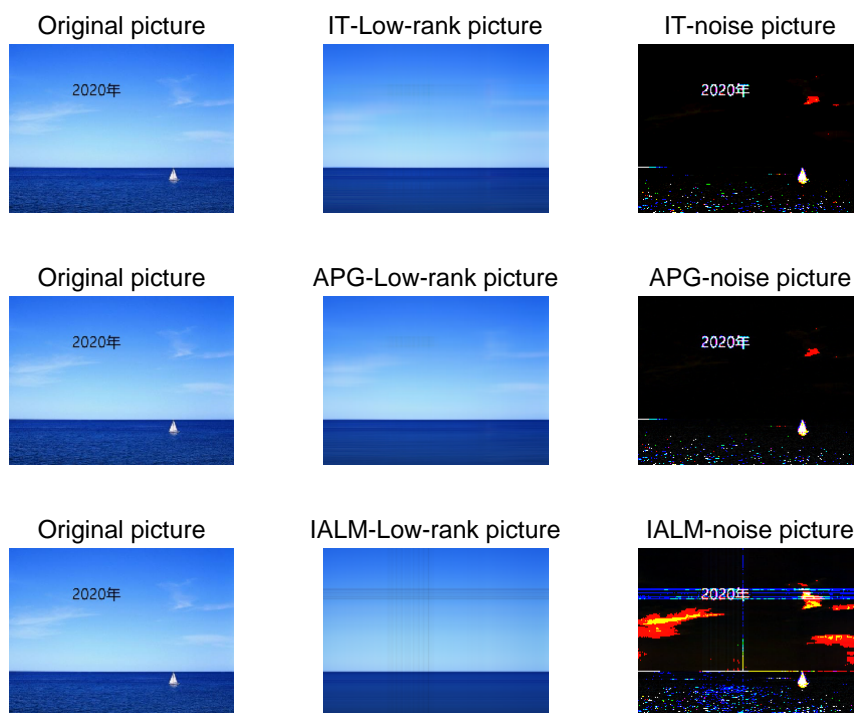 Original picture IT-Low-rank picture IT-noise picture
2020年 2020年
Original picture APG-Low-rank picture APG-noise picture
2020年 2020年
Original picture IALM-Low-rank picture IALM-noise picture
2020年 2020年